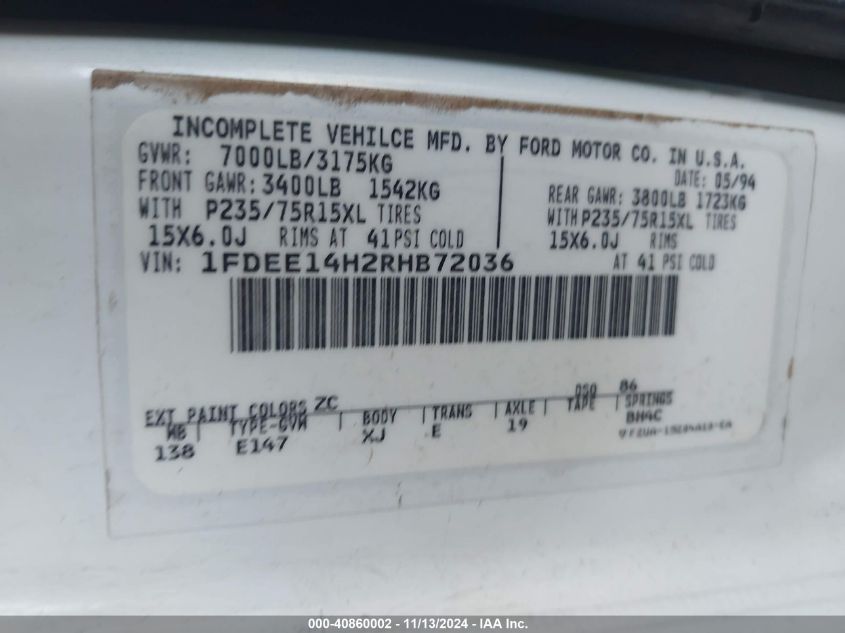 INCOMPLETE VEHILCE MFD. BY FORD MOTOR CO. IN U.S.A.
GVWR: 7000LB/3175KG
DATE: 05/94
FRONT GAWR: 3400LB 1542KG
REAR GAWR: 3800LB 1723KG
WITH P235/75R15XL TIRES
WITH P235/75R15XL TIRES
15X6.0J RIMS AT 41 PSI COLD
15X6.0J RIMS
VIN: 1FDEE14H2RHB72036
AT 41 PSI COLD
DSO 86
EXT PAINT COLORS ZC
WB | TYPE-GVM | BODY | TRANS | AXLE | TAPE | SPRINGS
138 E147 XJ E 19 BH4C
000-40860002 - 11/13/2024 - IAA Inc.